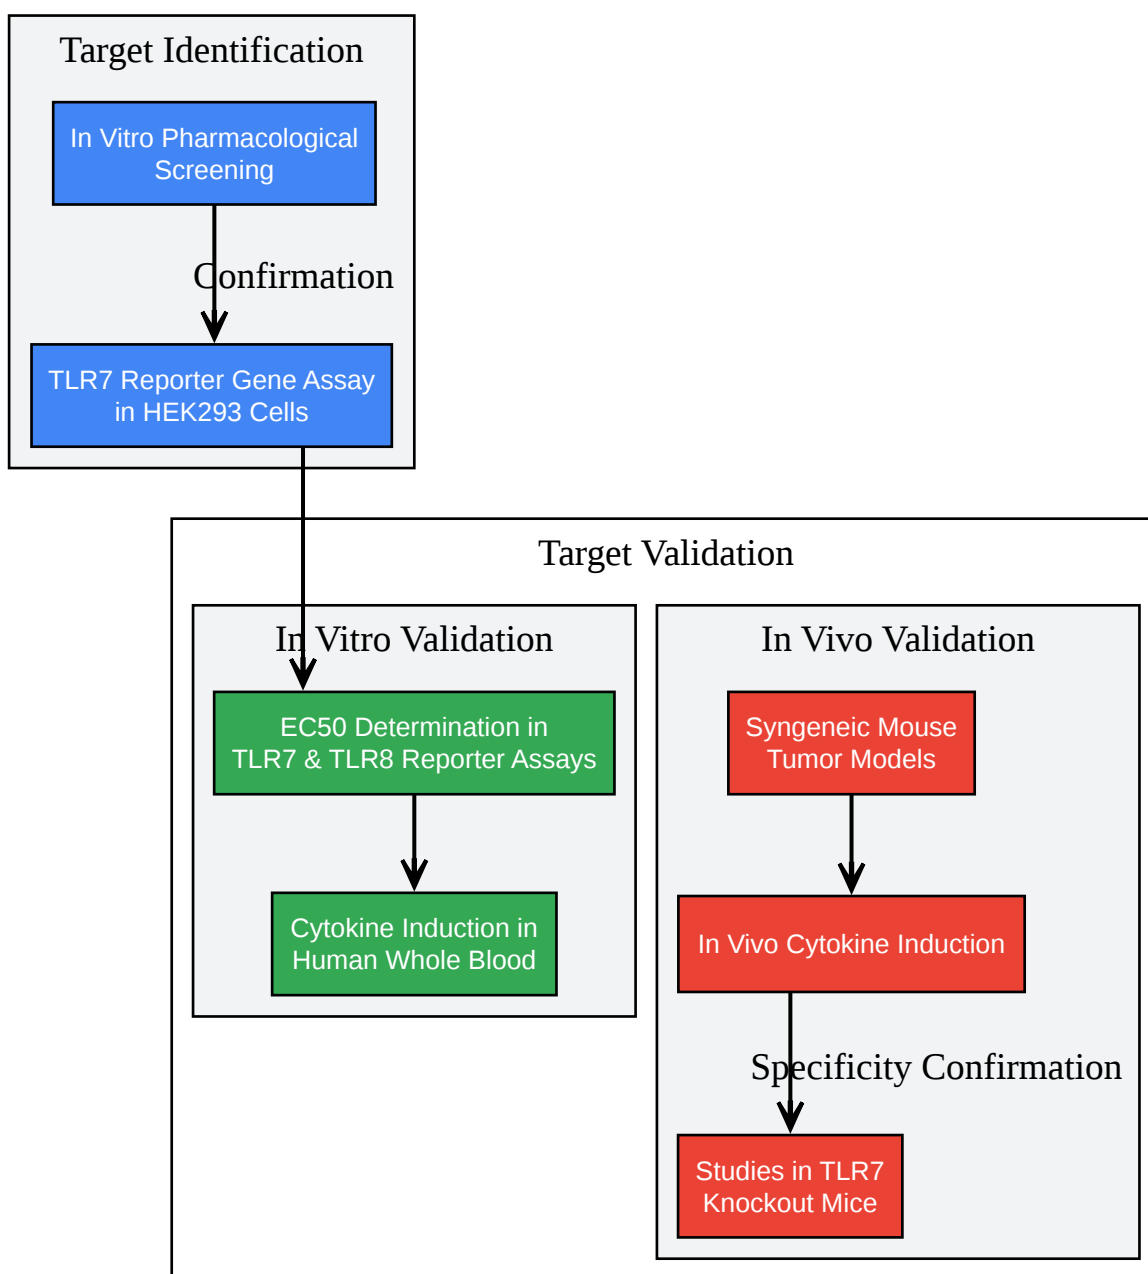 Target Identification
In Vitro Pharmacological
Screening
Confirmation
TLR7 Reporter Gene Assay
in HEK293 Cells
Target Validation
In Vitro Validation
EC50 Determination in
TLR7 & TLR8 Reporter Assays
Cytokine Induction in
Human Whole Blood
In Vivo Validation
Syngeneic Mouse
Tumor Models
In Vivo Cytokine Induction
Specificity Confirmation
Studies in TLR7
Knockout Mice